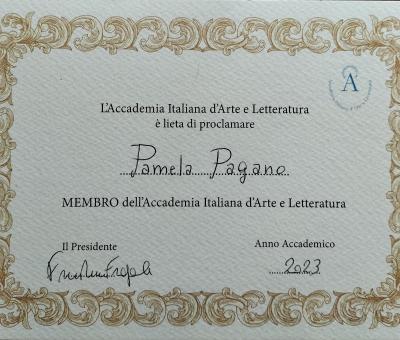 A
L'Accademia Italiana d'Arte e Letteratura
è lieta di proclamare
Pamela Pagano
MEMBRO dell'Accademia Italiana d'Arte e Letteratura
Il Presidente
Anno Accademico
2023